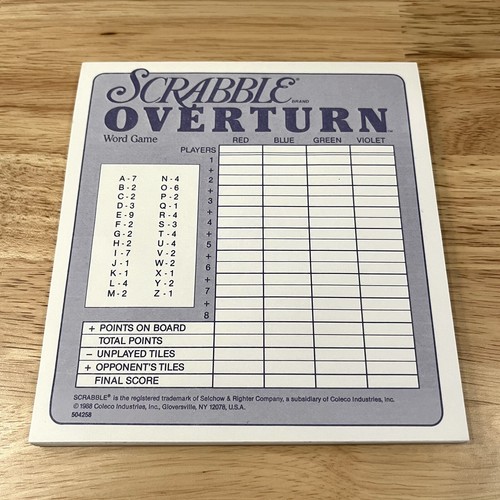 SCRABBLE®
BRAND
OVERTURN™
Word Game
RED BLUE GREEN VIOLET
PLAYERS
1
+
2
+
3
+
4
+
5
+
6
+
7
+
8
A - 7 N - 4
B - 2 O - 6
C - 2 P - 2
D - 3 Q - 1
E - 9 R - 4
F - 2 S - 3
G - 2 T - 4
H - 2 U - 4
I - 7 V - 2
J - 1 W - 2
K - 1 X - 1
L - 4 Y - 2
M - 2 Z - 1
+ POINTS ON BOARD
TOTAL POINTS
– UNPLAYED TILES
+ OPPONENT'S TILES
FINAL SCORE
SCRABBLE® is the registered trademark of Selchow & Righter Company, a subsidiary of Coleco Industries, Inc.
© 1988 Coleco Industries, Inc., Gloversville, NY 12078, U.S.A.
504258